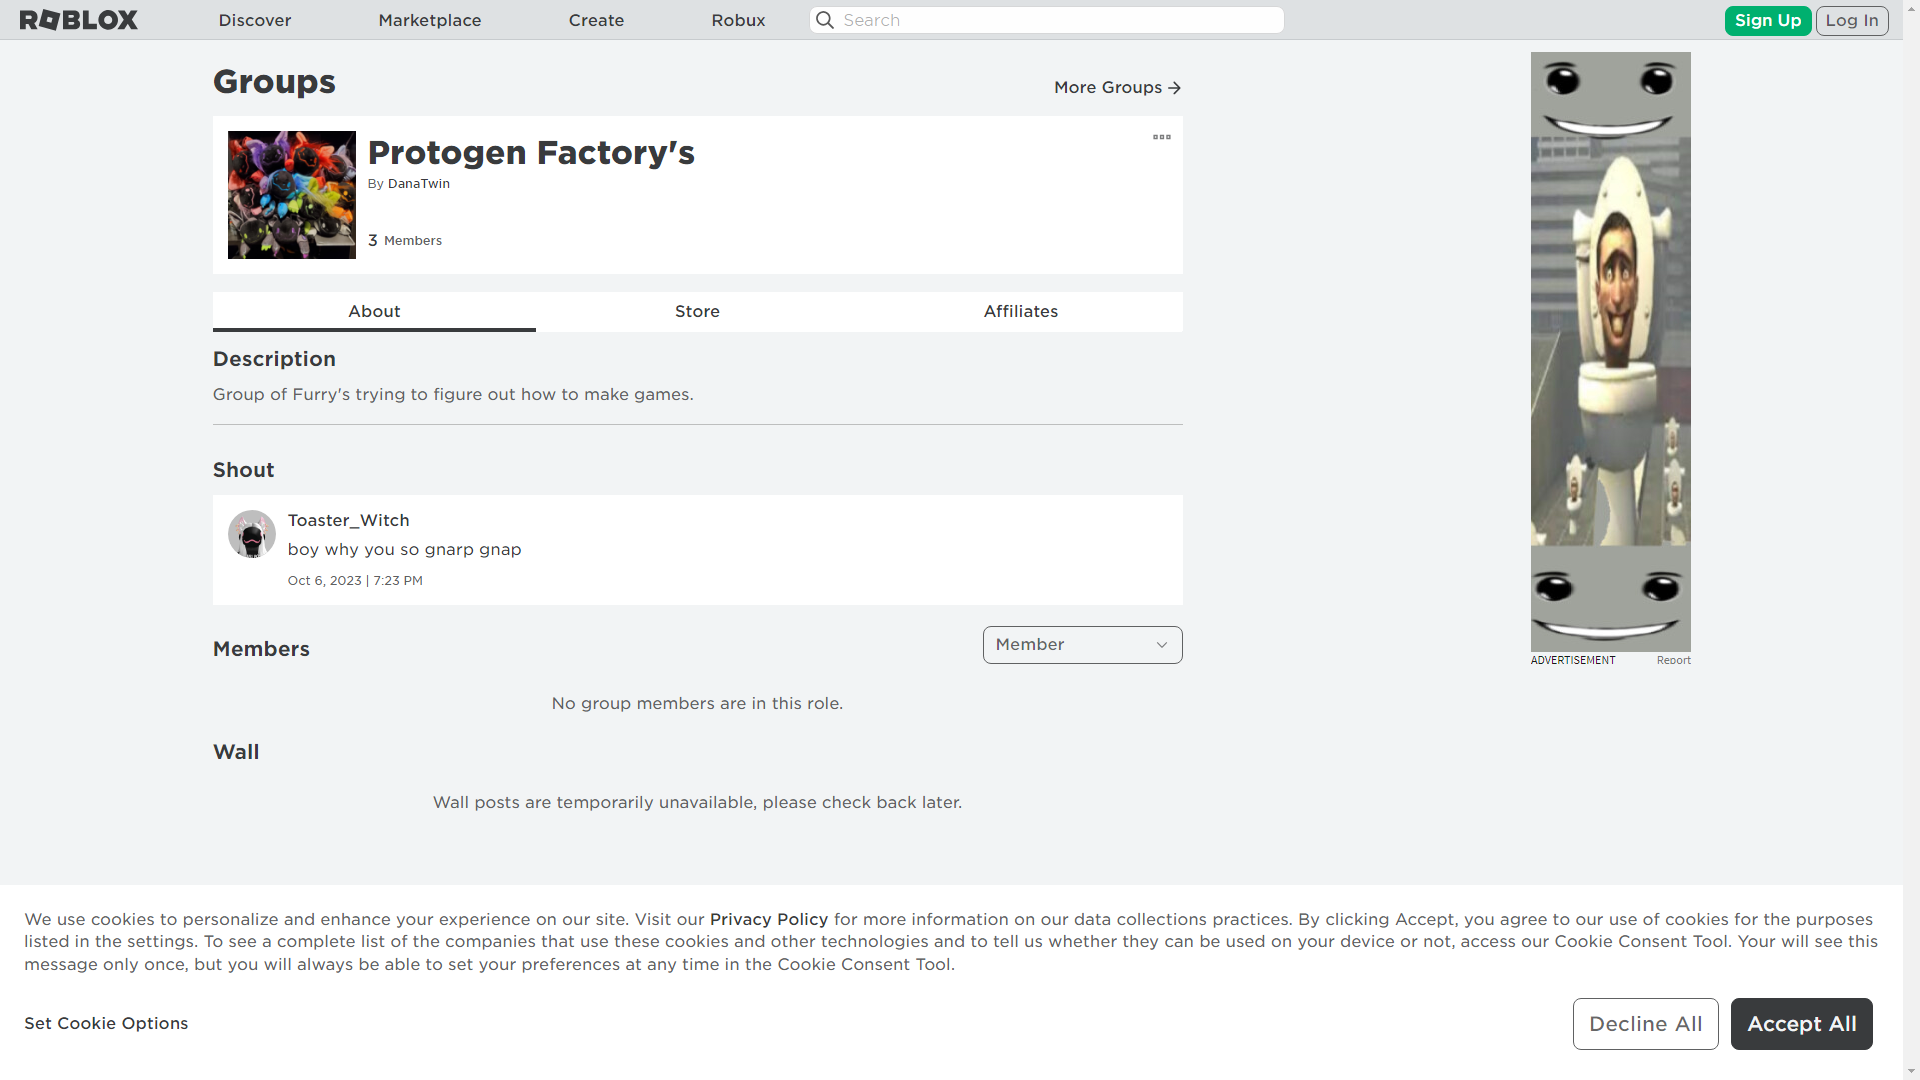 ROBLOX
Discover
Marketplace
Create
Robux
Search
Sign Up
Log In
Groups
More Groups
Protogen Factory's
By DanaTwin
3 Members
About
Store
Affiliates
Description
Group of Furry's trying to figure out how to make games.
Shout
Toaster_Witch
boy why you so gnarp gnap
Oct 6, 2023 | 7:23 PM
Members
Member
No group members are in this role.
Wall
Wall posts are temporarily unavailable, please check back later.
ADVERTISEMENT
Report
We use cookies to personalize and enhance your experience on our site. Visit our Privacy Policy for more information on our data collections practices. By clicking Accept, you agree to our use of cookies for the purposes
listed in the settings. To see a complete list of the companies that use these cookies and other technologies and to tell us whether they can be used on your device or not, access our Cookie Consent Tool. Your will see this
message only once, but you will always be able to set your preferences at any time in the Cookie Consent Tool.
Set Cookie Options
Decline All
Accept All